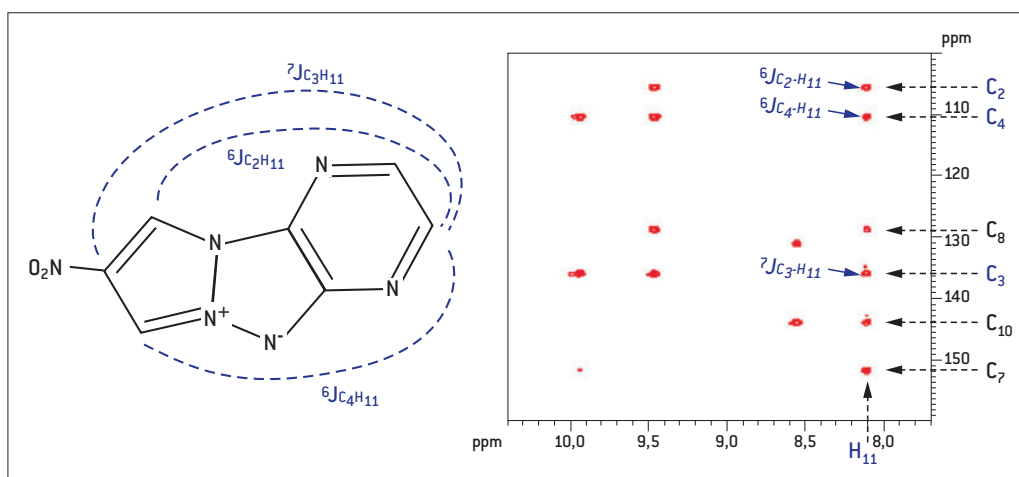 ⁷JC₃H₁₁
⁶JC₂H₁₁
N
N
O₂N
N⁺
N
N⁻
⁶JC₄H₁₁
ppm
⁶JC₂-H₁₁
C₂
⁶JC₄-H₁₁
110
C₄
120
C₈
130
⁷JC₃-H₁₁
C₃
140
C₁₀
150
C₇
ppm
10,0
9,5
9,0
8,5
8,0
H₁₁